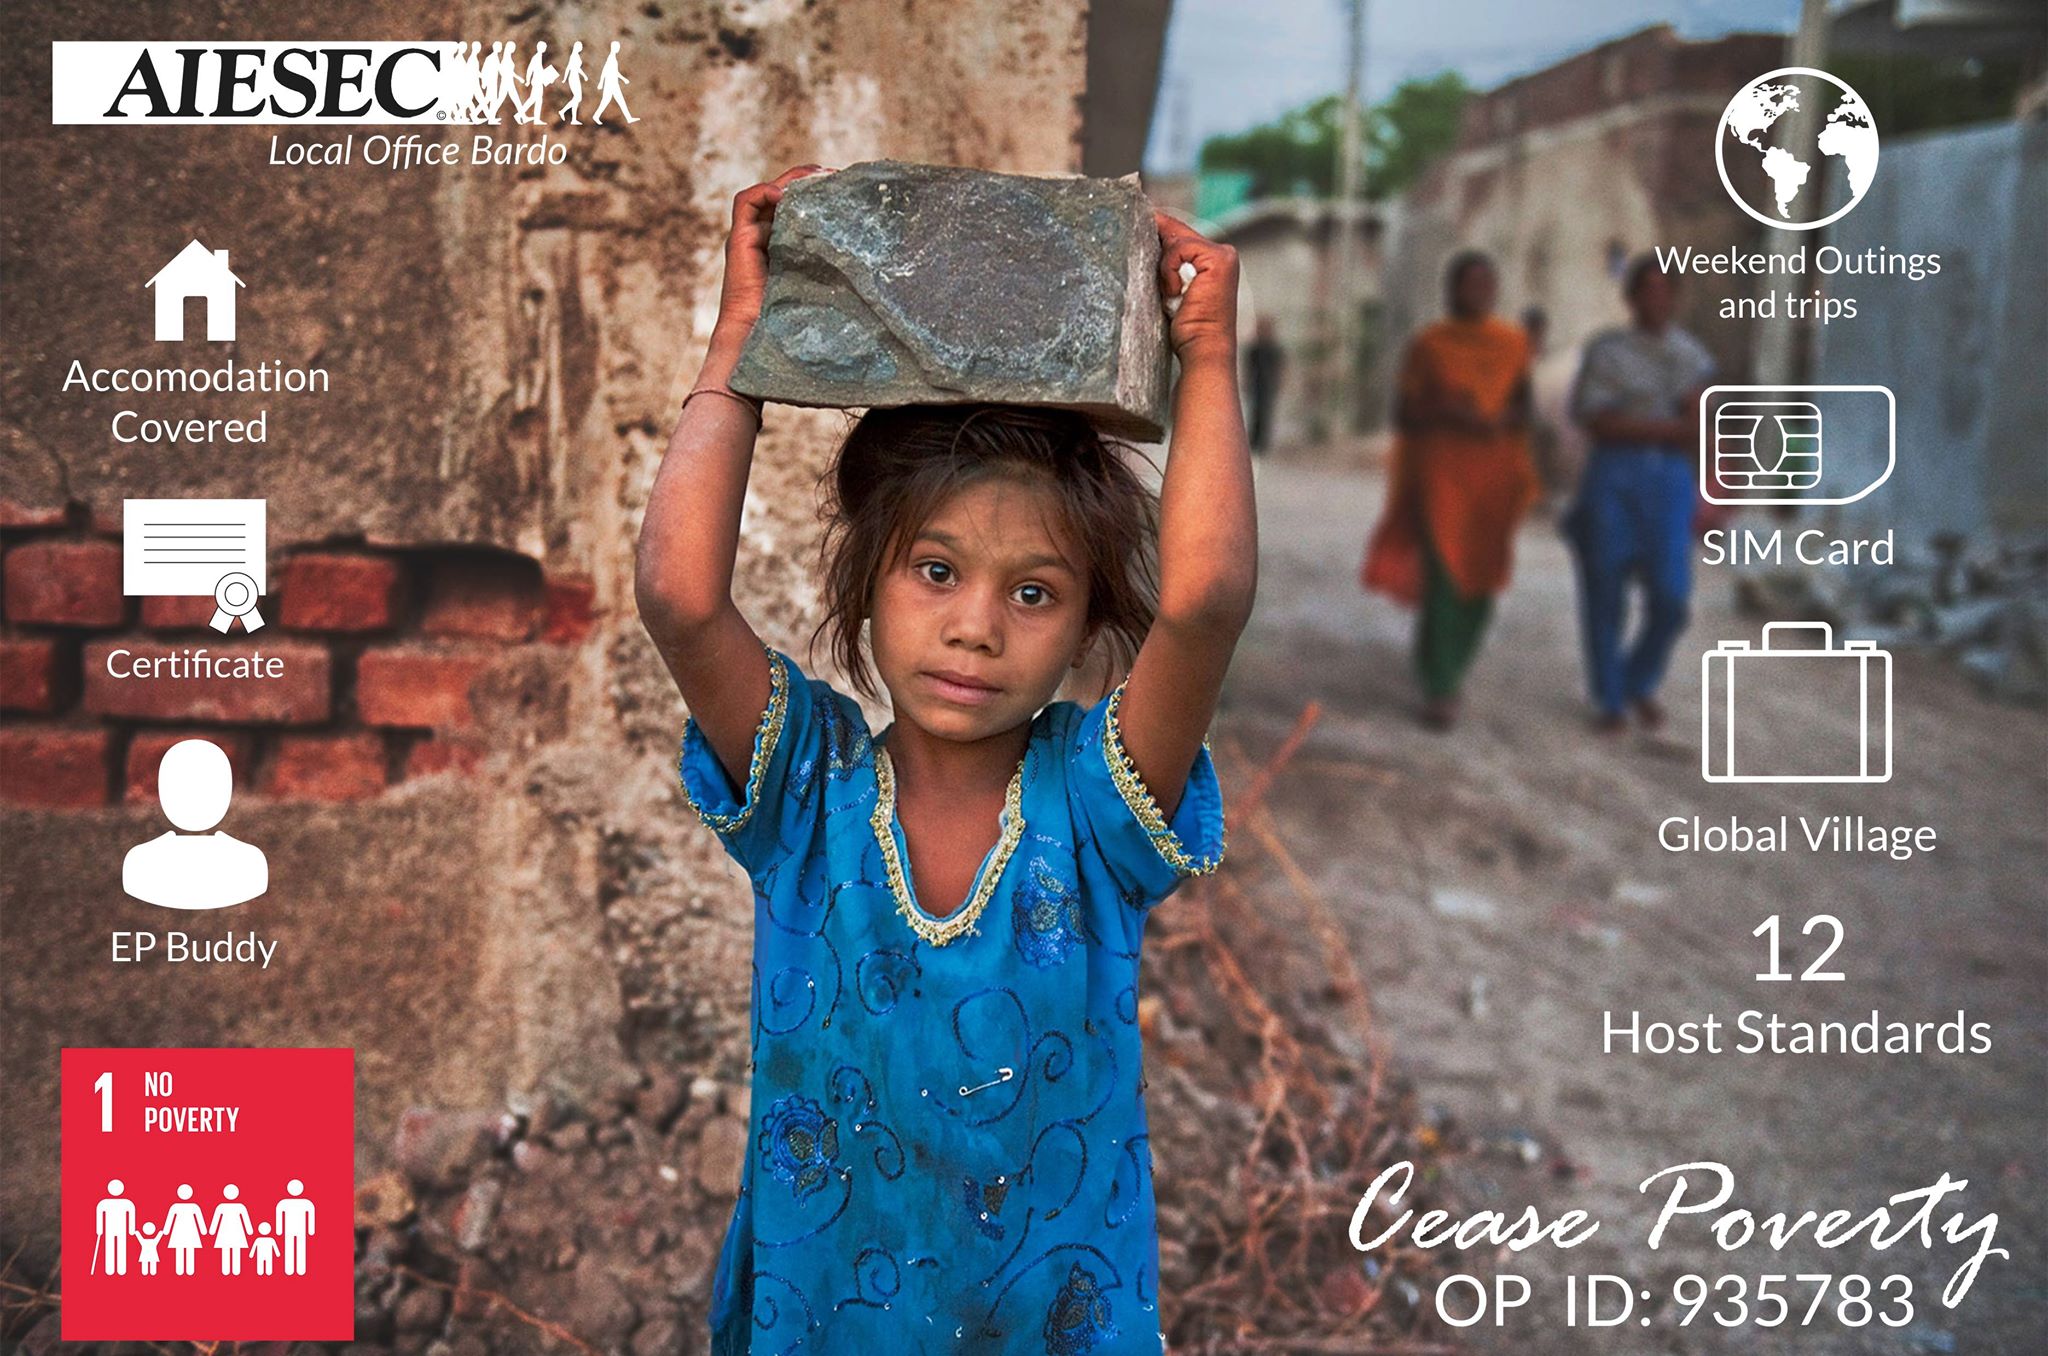 AIESEC
Local Office Bardo
Accomodation
Covered
Certificate
EP Buddy
1 NO
POVERTY
Weekend Outings
and trips
SIM Card
Global Village
12
Host Standards
Cease Poverty
OP ID: 935783